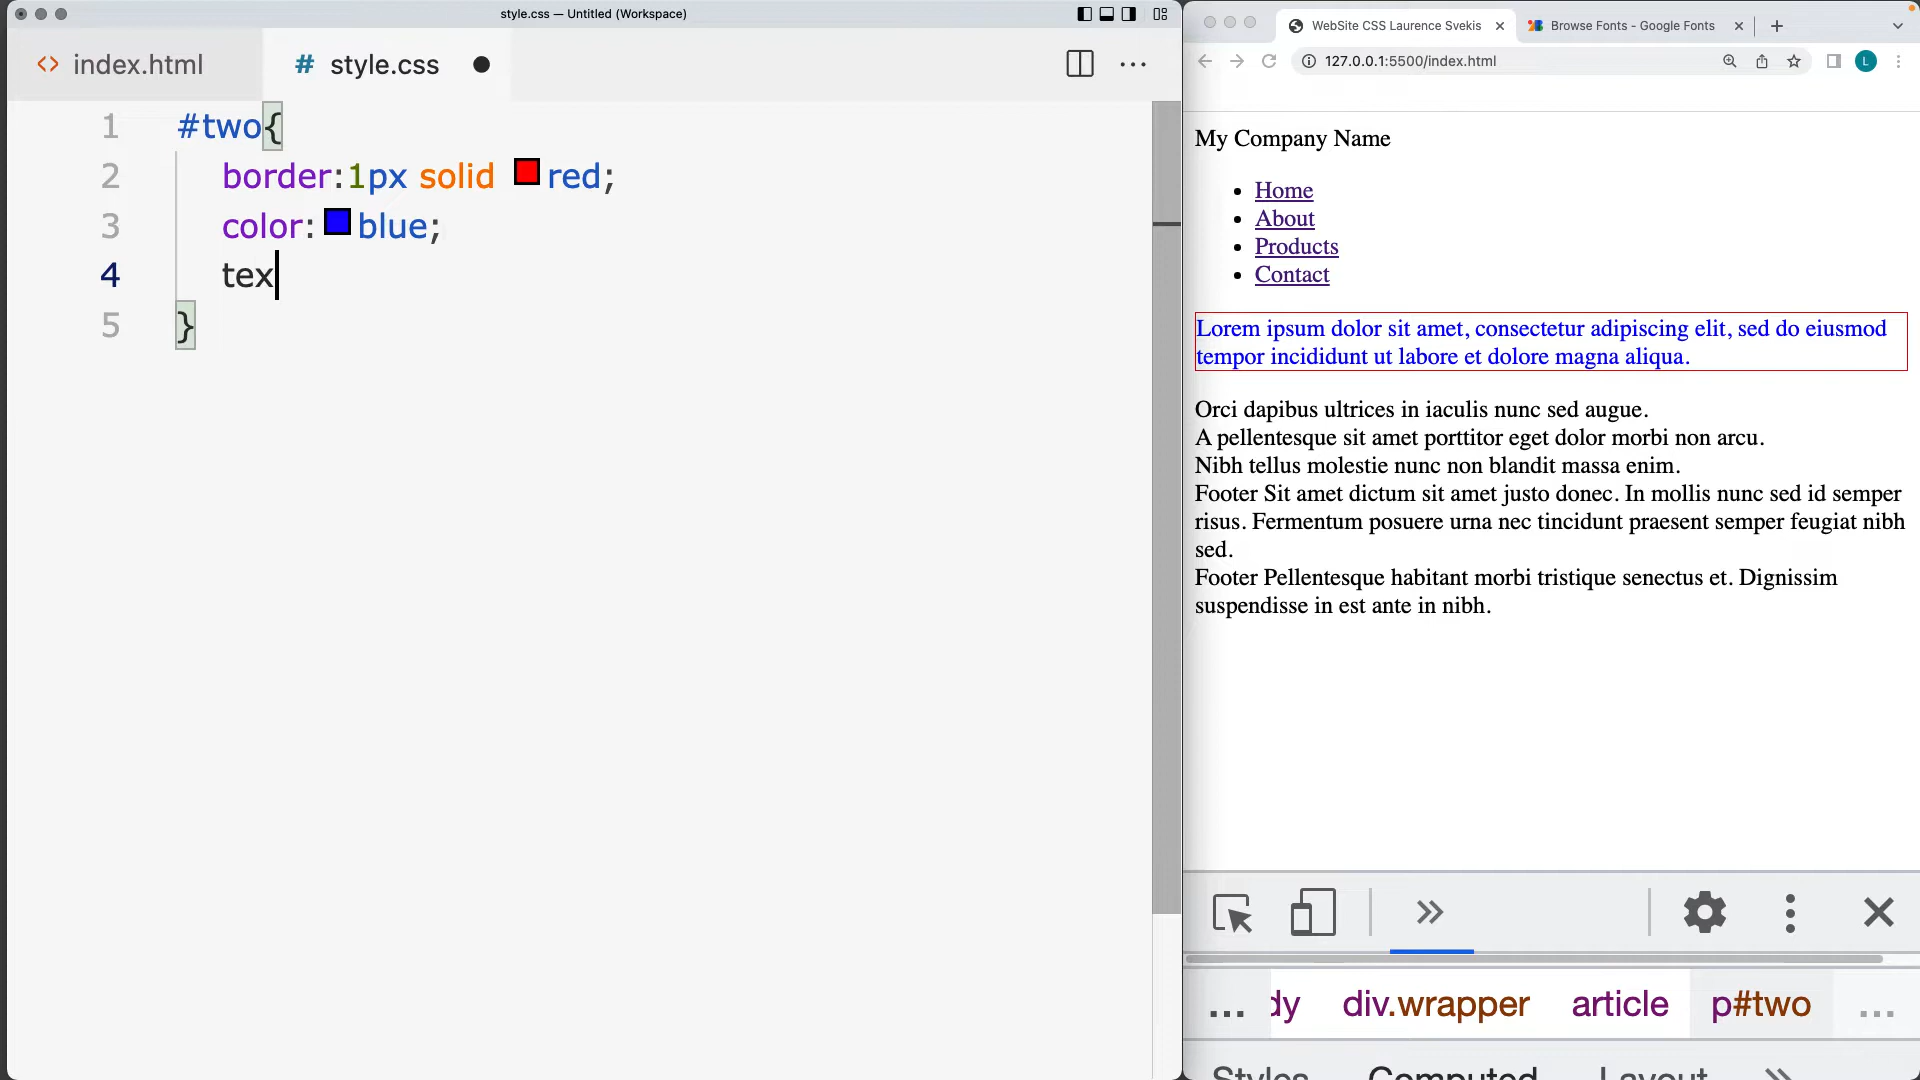 style.css — Untitled (Workspace)
index.html
# style.css
1 #two{
2 border:1px solid red;
3 color: blue;
4 tex
5 }
WebSite CSS Laurence Svekis
Browse Fonts - Google Fonts
127.0.0.1:5500/index.html
L
My Company Name
• Home
• About
• Products
• Contact
Lorem ipsum dolor sit amet, consectetur adipiscing elit, sed do eiusmod
tempor incididunt ut labore et dolore magna aliqua.
Orci dapibus ultrices in iaculis nunc sed augue.
A pellentesque sit amet porttitor eget dolor morbi non arcu.
Nibh tellus molestie nunc non blandit massa enim.
Footer Sit amet dictum sit amet justo donec. In mollis nunc sed id semper
risus. Fermentum posuere urna nec tincidunt praesent semper feugiat nibh
sed.
Footer Pellentesque habitant morbi tristique senectus et. Dignissim
suspendisse in est ante in nibh.
... dy div.wrapper article p#two ...
Styles Computed Layout